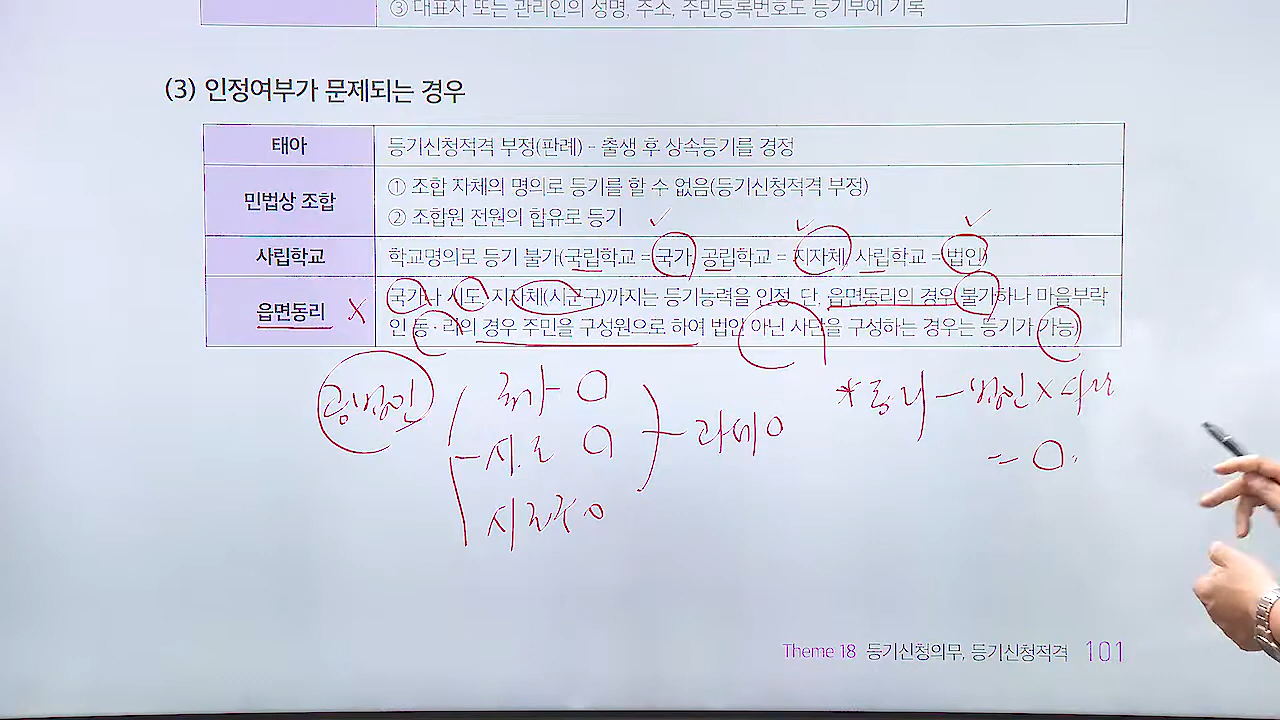 ③ 대표자 또는 관리인의 성명, 주소, 주민등록번호도 등기부에 기록
(3) 인정여부가 문제되는 경우
태아 등기신청적격 부정(판례) - 출생 후 상속등기를 경정
민법상 조합 ① 조합 자체의 명의로 등기를 할 수 없음(등기신청적격 부정)
② 조합원 전원의 합유로 등기
사립학교 학교명의로 등기 불가(국립학교 = 국가, 공립학교 = 지자체, 사립학교 = 법인)
읍면동리 X 국가나 시도, 지자체(시군구)까지는 등기능력을 인정. 단, 읍면동리의 경우 불가하나 마을부락
인 동·리의 경우 주민을 구성원으로 하여 법인 아닌 사단을 구성하는 경우는 등기가 가능)
공법인 국가 O
시.도 O
시군구 O
* 동리 - 법인 X 사단
= O.
Theme 18 등기신청의무, 등기신청적격 101